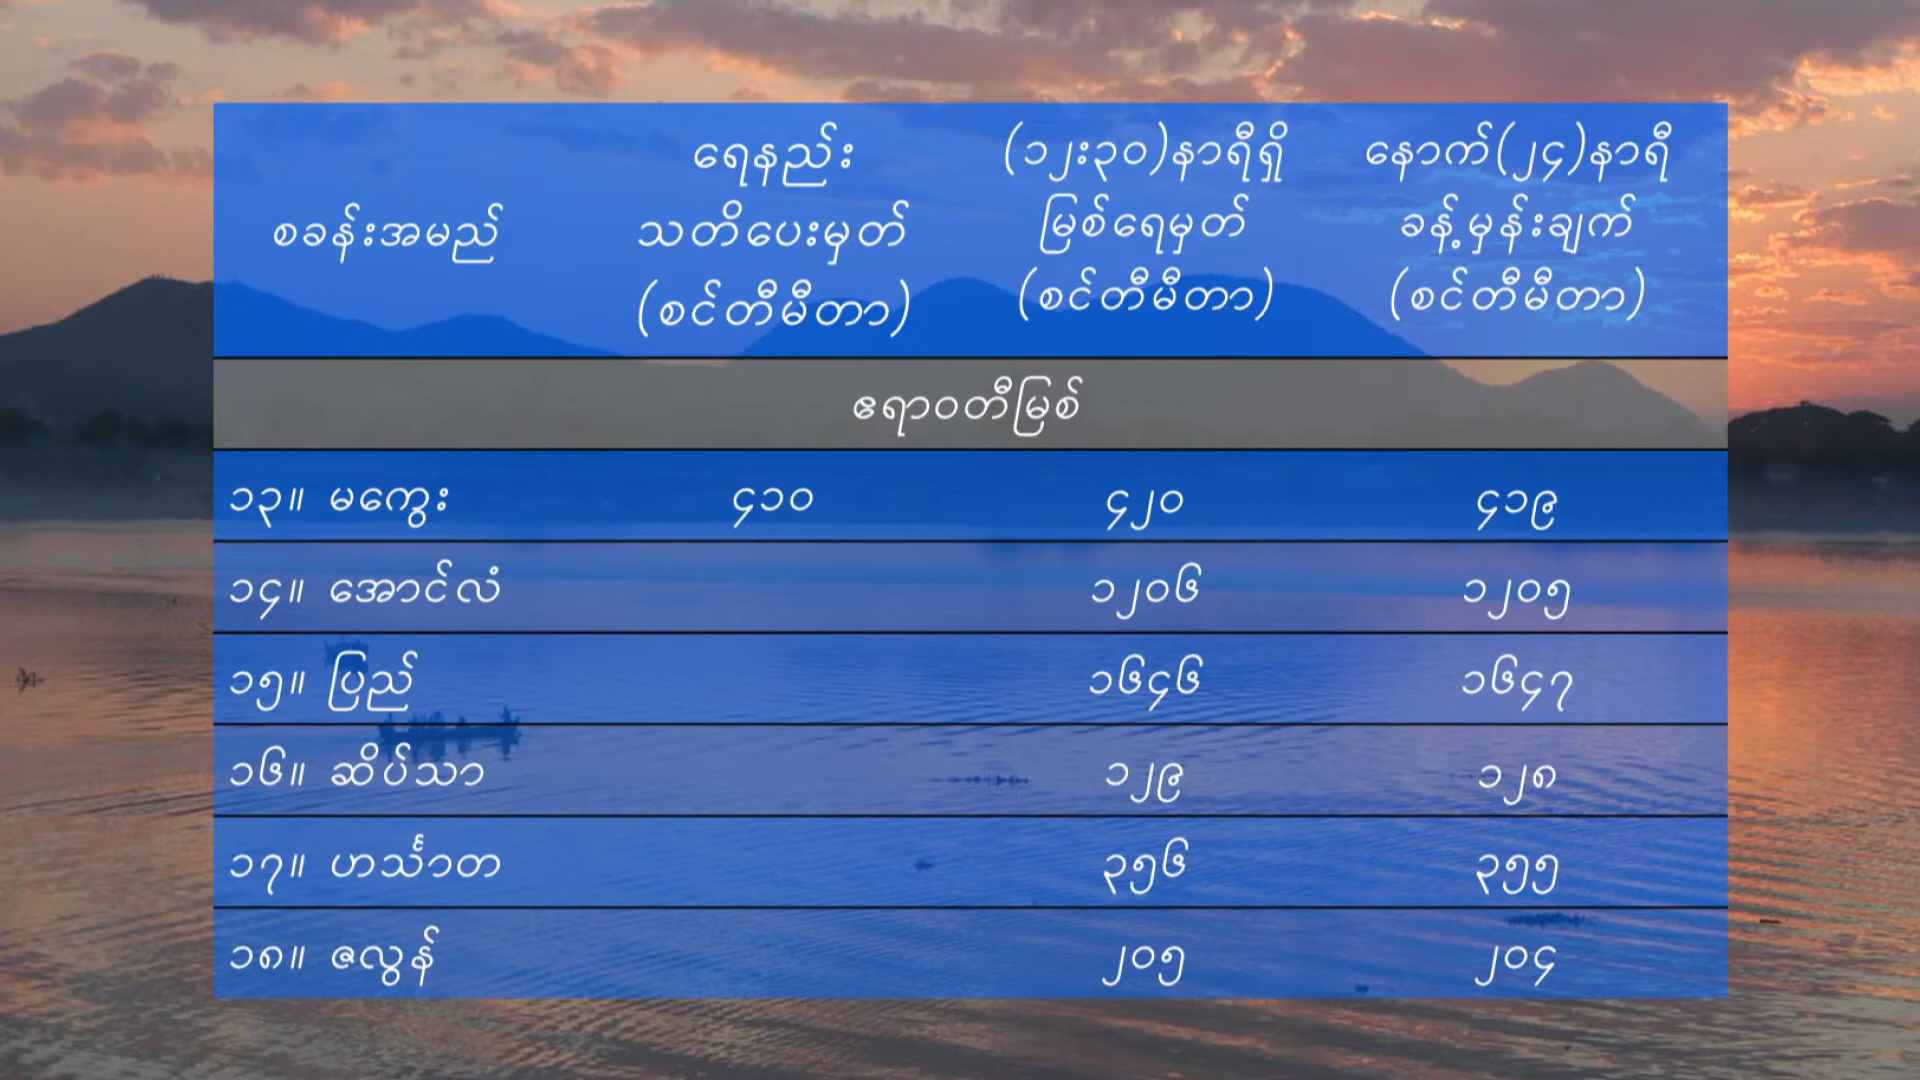 စခန်းအမည်
ရေနည်း
သတိပေးမှတ်
(စင်တီမီတာ)
(၁၂း၃၀)နာရီရှိ
မြစ်ရေမှတ်
(စင်တီမီတာ)
နောက်(၂၄)နာရီ
ခန့်မှန်းချက်
(စင်တီမီတာ)
ဧရာဝတီမြစ်
၁၃။ မကွေး ၄၁၀ ၄၂၀ ၄၁၉
၁၄။ အောင်လံ ၁၂၀၆ ၁၂၀၅
၁၅။ ပြည် ၁၆၄၆ ၁၆၄၇
၁၆။ ဆိပ်သာ ၁၂၉ ၁၂၈
၁၇။ ဟင်္သာတ ၃၅၆ ၃၅၅
၁၈။ ဇလွန် ၂၀၅ ၂၀၄